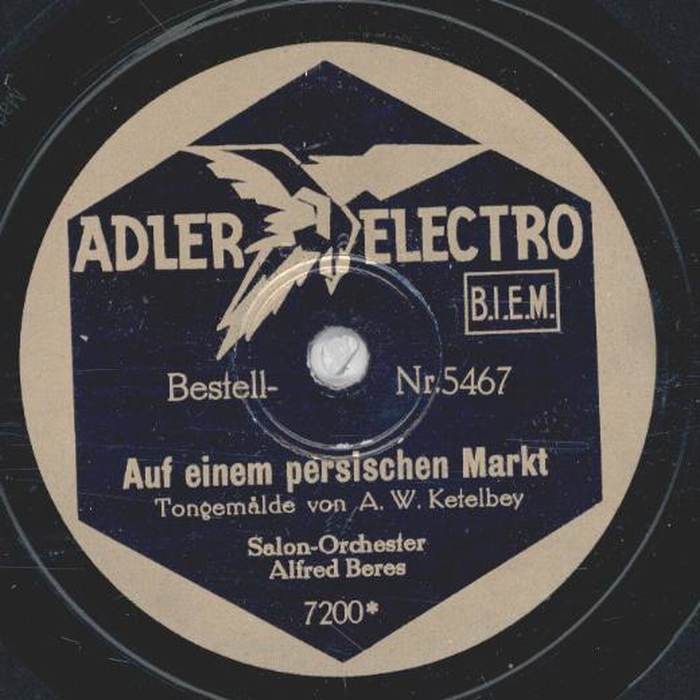 ADLER ELECTRO
B.I.E.M.
Bestell- Nr.5467
Auf einem persischen Markt
Tongemälde von A. W. Ketelbey
Salon-Orchester
Alfred Beres
7200*